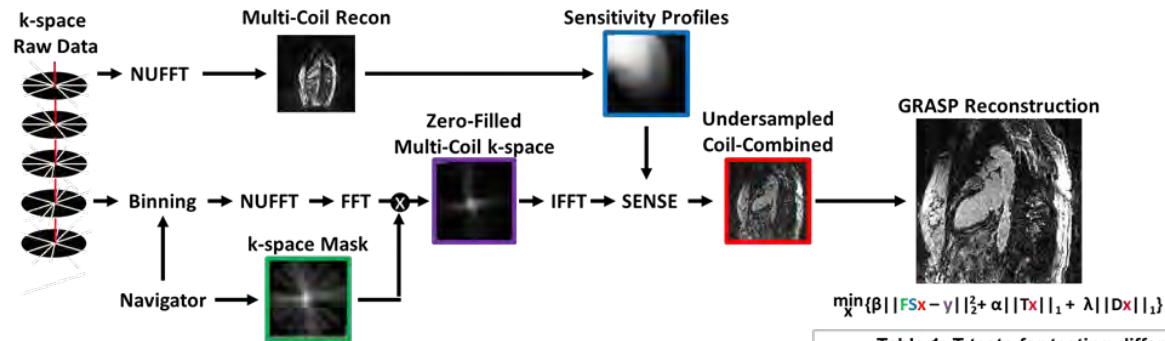 k-space
Raw Data
Multi-Coil Recon
Sensitivity Profiles
NUFFT
Zero-Filled
Multi-Coil k-space
Undersampled
Coil-Combined
GRASP Reconstruction
Binning
NUFFT
FFT
X
IFFT
SENSE
k-space Mask
Navigator
min{β||FSx – y||²₂+ α||Tx||₁ + λ||Dx||₁}
x